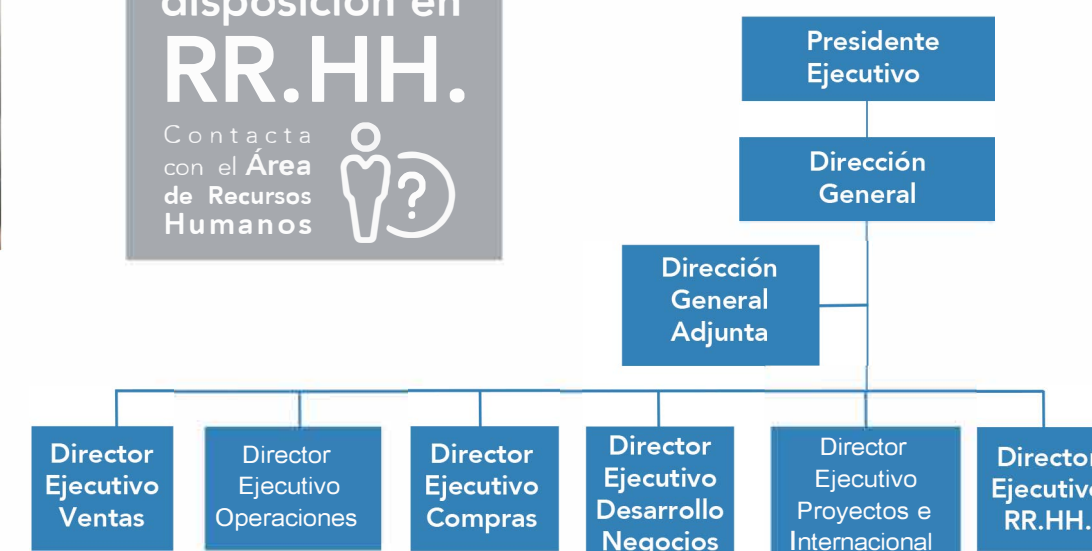 disposición en
RR.HH.
Contacta
con el Área
de Recursos
Humanos
?
Presidente
Ejecutivo
Dirección
General
Dirección
General
Adjunta
Director
Ejecutivo
Ventas
Director
Ejecutivo
Operaciones
Director
Ejecutivo
Compras
Director
Ejecutivo
Desarrollo
Negocios
Director
Ejecutivo
Proyectos e
Internacional
Director
Ejecutivo
RR.HH.